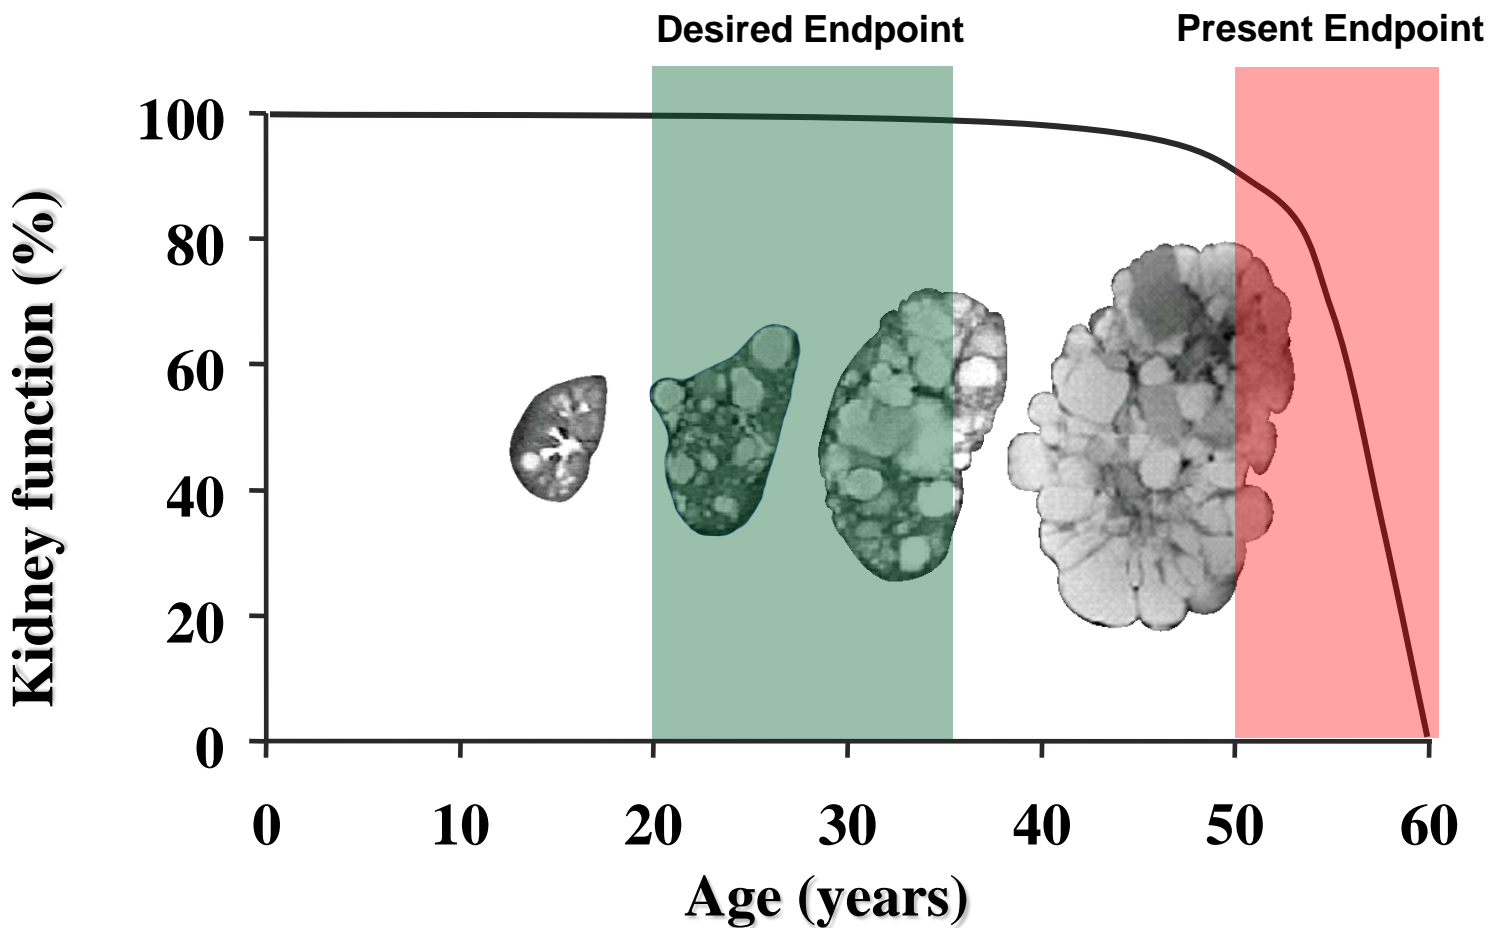 Desired Endpoint
Present Endpoint
Kidney function (%)
100
80
60
40
20
0
0 10 20 30 40 50 60
Age (years)